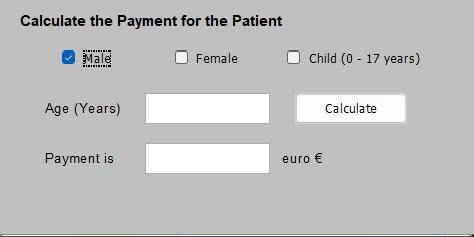 Calculate the Payment for the Patient
Male Female Child (0 - 17 years)
Age (Years) Calculate
Payment is euro €